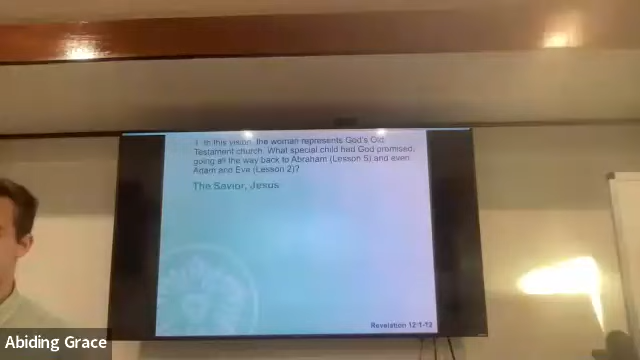 1. In this vision, the woman represents God's Old
Testament church. What special child had God promised,
going all the way back to Abraham (Lesson 5) and even
Adam and Eve (Lesson 2)?
The Savior, Jesus
Revelation 12:1-12
Abiding Grace